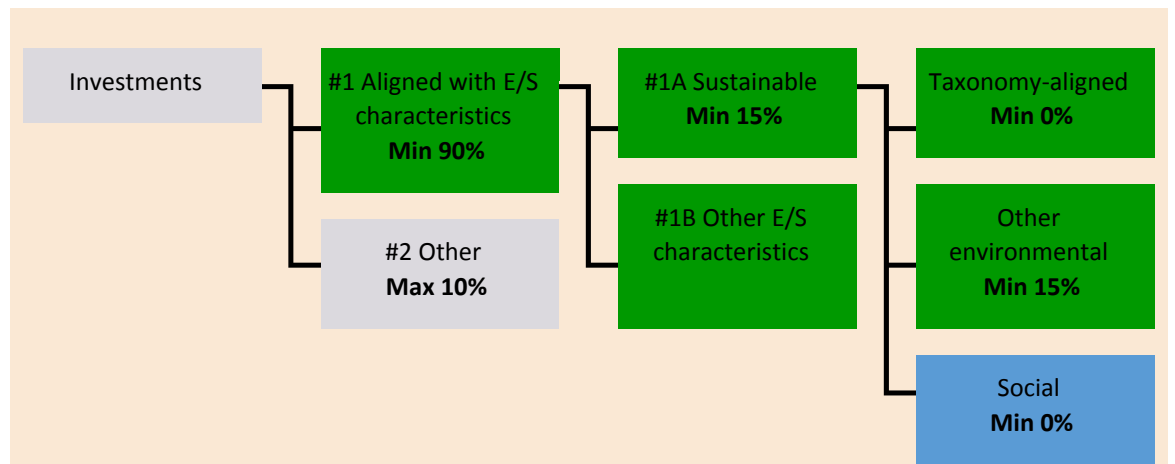 Investments
#1 Aligned with E/S
characteristics
Min 90%
#2 Other
Max 10%
#1A Sustainable
Min 15%
#1B Other E/S
characteristics
Taxonomy-aligned
Min 0%
Other
environmental
Min 15%
Social
Min 0%